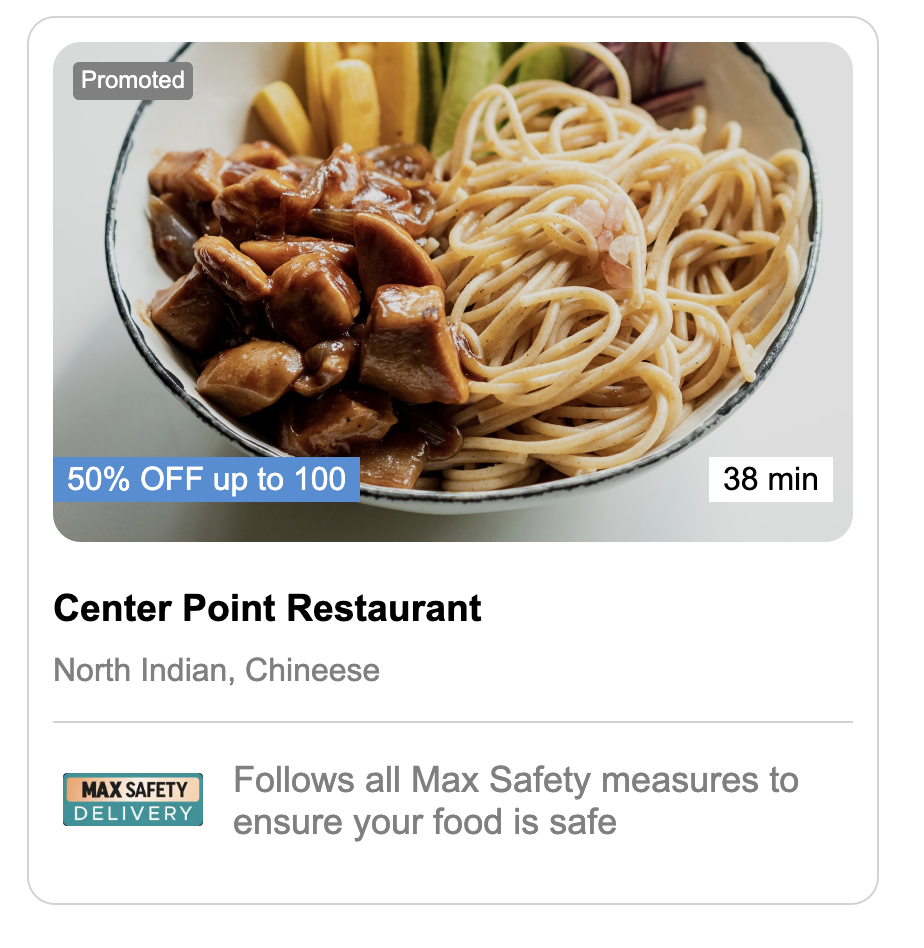 Promoted
50% OFF up to 100
38 min
Center Point Restaurant
North Indian, Chineese
MAX SAFETY
DELIVERY
Follows all Max Safety measures to
ensure your food is safe